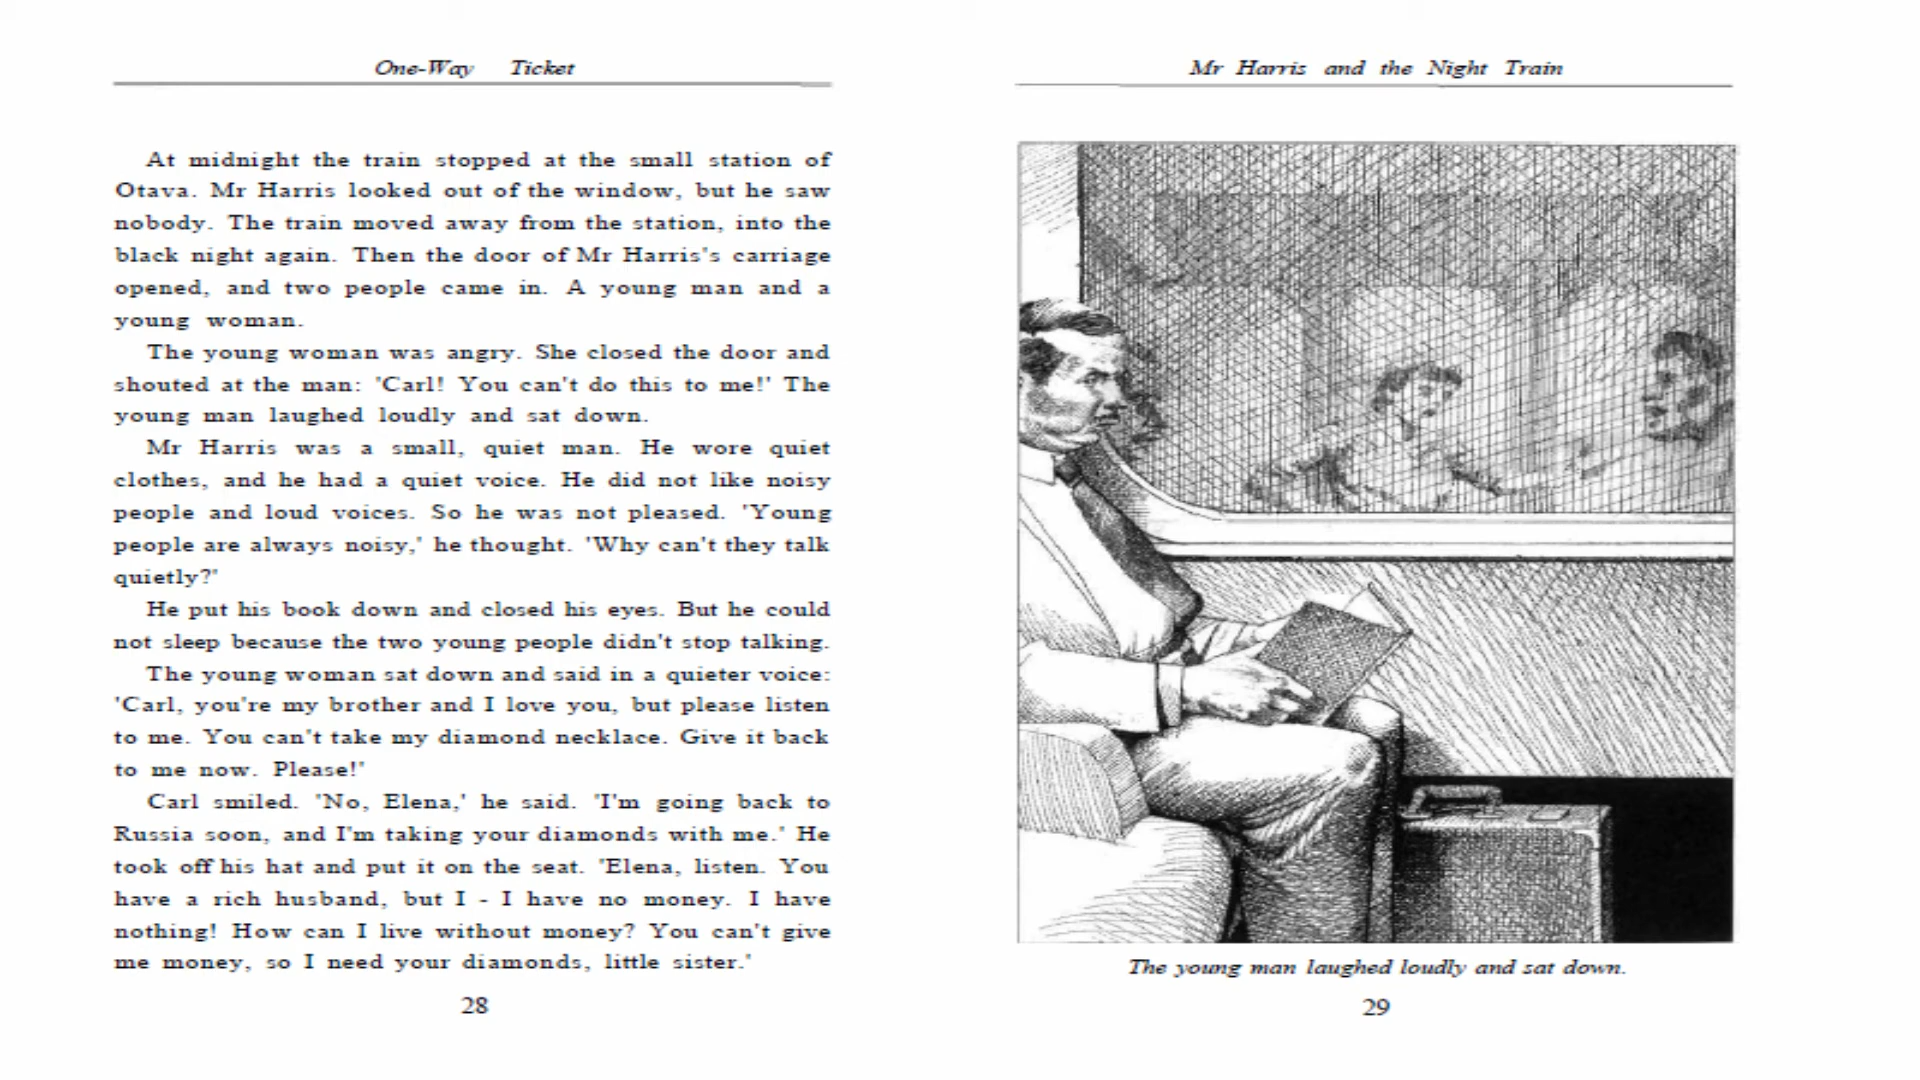 One-Way Ticket
At midnight the train stopped at the small station of
Otava. Mr Harris looked out of the window, but he saw
nobody. The train moved away from the station, into the
black night again. Then the door of Mr Harris's carriage
opened, and two people came in. A young man and a
young woman.
The young woman was angry. She closed the door and
shouted at the man: 'Carl! You can't do this to me!' The
young man laughed loudly and sat down.
Mr Harris was a small, quiet man. He wore quiet
clothes, and he had a quiet voice. He did not like noisy
people and loud voices. So he was not pleased. 'Young
people are always noisy,' he thought. 'Why can't they talk
quietly?'
He put his book down and closed his eyes. But he could
not sleep because the two young people didn't stop talking.
The young woman sat down and said in a quieter voice:
'Carl, you're my brother and I love you, but please listen
to me. You can't take my diamond necklace. Give it back
to me now. Please!'
Carl smiled. 'No, Elena,' he said. 'I'm going back to
Russia soon, and I'm taking your diamonds with me.' He
took off his hat and put it on the seat. 'Elena, listen. You
have a rich husband, but I - I have no money. I have
nothing! How can I live without money? You can't give
me money, so I need your diamonds, little sister.'
28
Mr Harris and the Night Train
The young man laughed loudly and sat down.
29